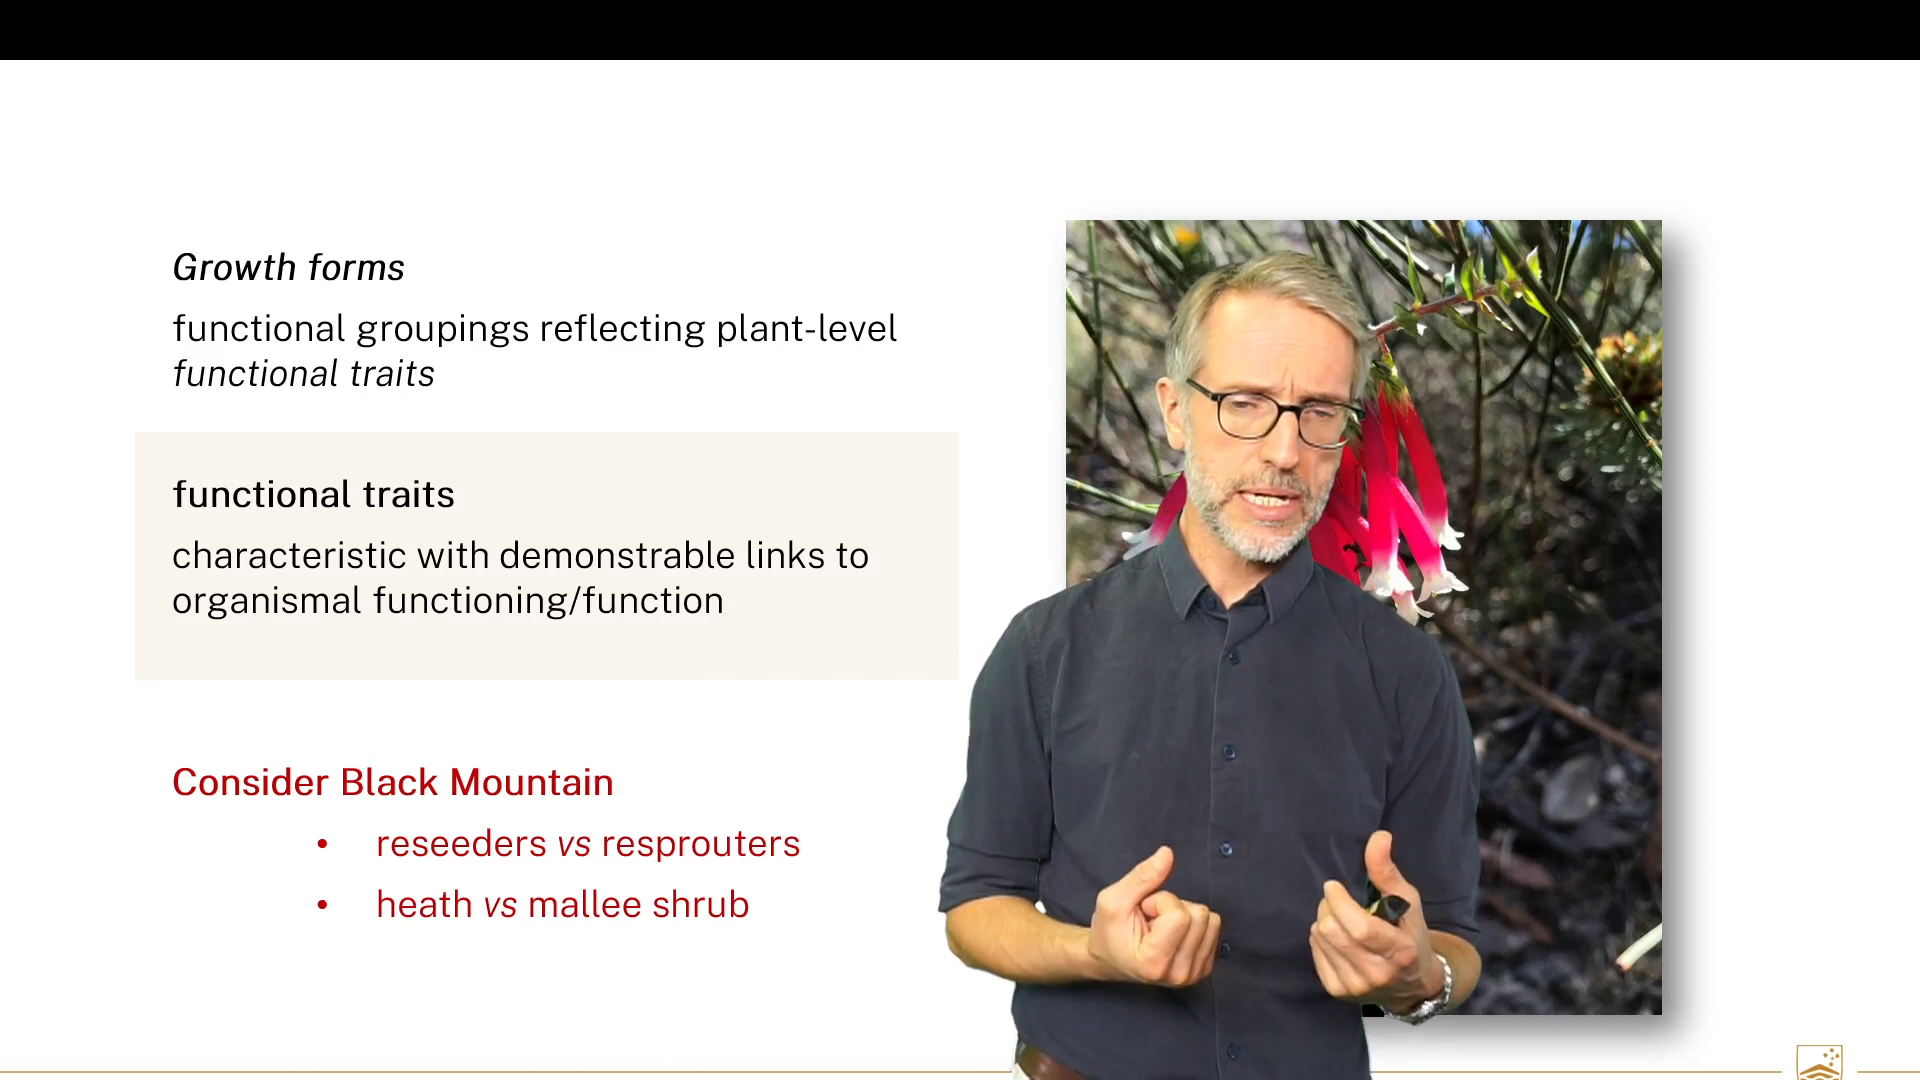 Growth forms
functional groupings reflecting plant-level
functional traits
functional traits
characteristic with demonstrable links to
organismal functioning/function
Consider Black Mountain
• reseeders vs resprouters
• heath vs mallee shrub